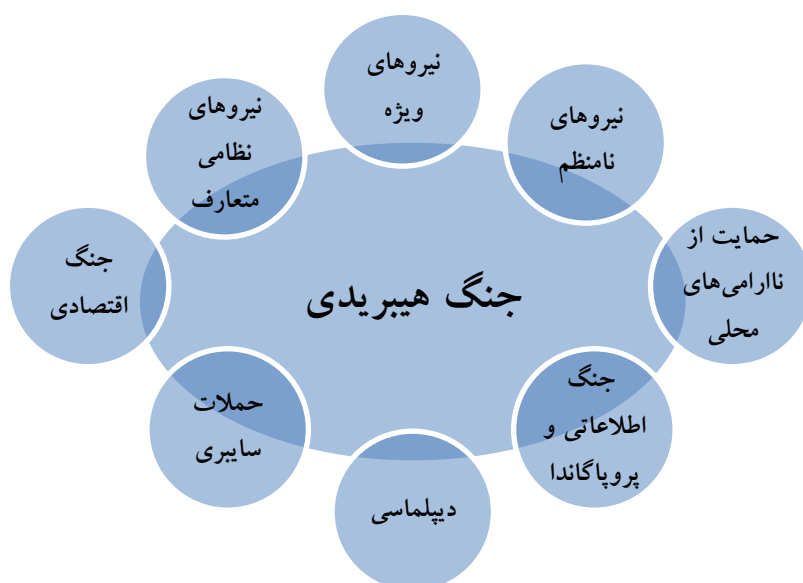 نیروهای
ویژه
نیروهای
نامنظم
حمایت از
ناارامی‌های
محلی
جنگ
اطلاعاتی و
پروپاگاندا
دیپلماسی
حملات
سایبری
جنگ
اقتصادی
نیروهای
نظامی
متعارف
جنگ هیبریدی